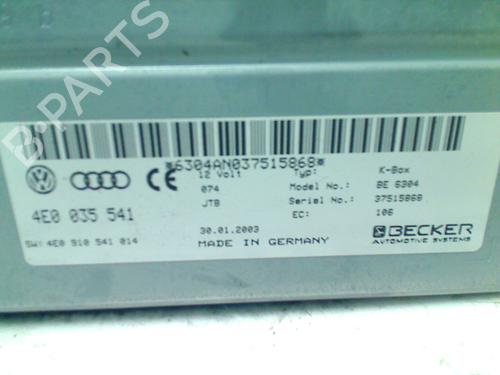 *6304AN037515868*
12 Volt
Typ:
K-Box
074
Model No.:
BE 6304
JTB
Serial No.:
37515868
EC:
106
4E0 035 541
30.01.2003
SW: 4E0 910 541 014
MADE IN GERMANY
BECKER
AUTOMOTIVE SYSTEMS
B-PARTS